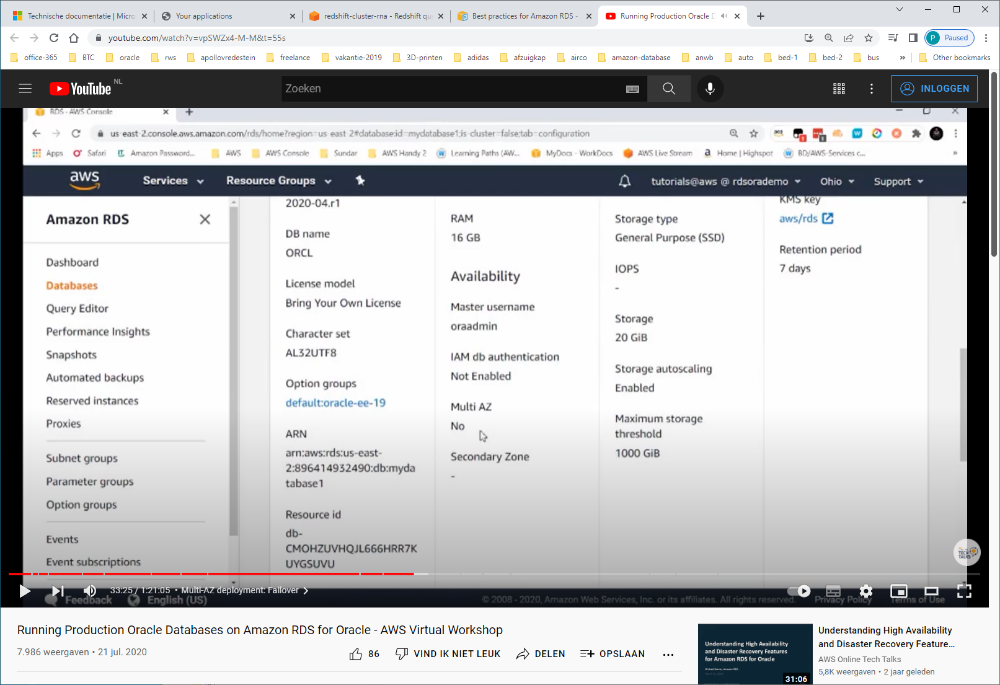 Technische documentatie | Micro
Your applications
redshift-cluster-rna - Redshift qu
Best practices for Amazon RDS -
Running Production Oracle D
youtube.com/watch?v=vpSWZx4-M-M&t=55s
P Paused
office-365 BTC oracle rws apollovredestein freelance vakantie-2019 3D-printen adidas afzuigkap airco amazon-database anwb auto bed-1 bed-2 bus » Other bookmarks
YouTube NL
Zoeken
INLOGGEN
RDS - AWS Console
us-east-2.console.aws.amazon.com/rds/home?region=us-east-2#database:id=mydatabase1;is-cluster=false;tab=configuration
Apps Safari Amazon Password... AWS AWS Console Sundar AWS Handy 2 Learning Paths (AW... MyDocs - WorkDocs AWS Live Stream Home | Highspot BD/AWS-Services c... »
aws Services Resource Groups tutorials@aws @ rdsorademo Ohio Support
Amazon RDS
Dashboard
Databases
Query Editor
Performance Insights
Snapshots
Automated backups
Reserved instances
Proxies
Subnet groups
Parameter groups
Option groups
Events
Event subscriptions
2020-04.r1
DB name
ORCL
License model
Bring Your Own License
Character set
AL32UTF8
Option groups
default:oracle-ee-19
ARN
arn:aws:rds:us-east-
2:896414932490:db:myda
tabase1
Resource id
db-
CMOHZUVHQJL666HRR7K
UYGSUVU
RAM
16 GB
Availability
Master username
oraadmin
IAM db authentication
Not Enabled
Multi AZ
No
Secondary Zone
-
Storage type
General Purpose (SSD)
IOPS
-
Storage
20 GiB
Storage autoscaling
Enabled
Maximum storage
threshold
1000 GiB
KMS key
aws/rds
Retention period
7 days
TECH
TALKS
33:25 / 1:21:05 • Multi-AZ deployment: Failover
Feedback English (US) © 2008 - 2020, Amazon Web Services, Inc. or its affiliates. All rights reserved. Privacy Policy Terms of Use
Running Production Oracle Databases on Amazon RDS for Oracle - AWS Virtual Workshop
7.986 weergaven • 21 jul. 2020
86 VIND IK NIET LEUK DELEN OPSLAAN
Understanding High Availability
and Disaster Recovery Features
for Amazon RDS for Oracle
31:06
Understanding High Availability
and Disaster Recovery Feature...
AWS Online Tech Talks
5,8K weergaven • 2 jaar geleden